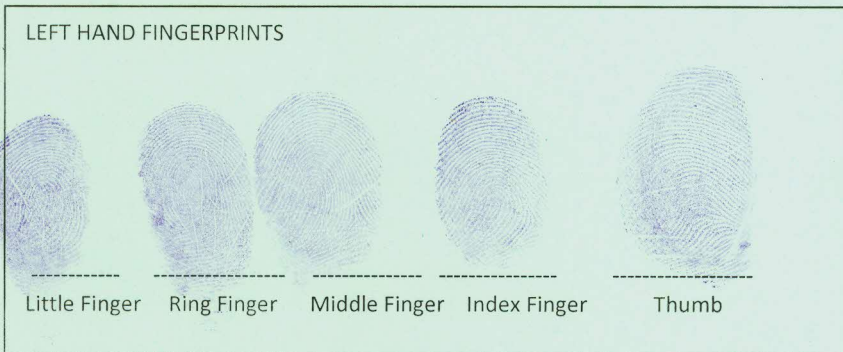 LEFT HAND FINGERPRINTS
Little Finger Ring Finger Middle Finger Index Finger Thumb